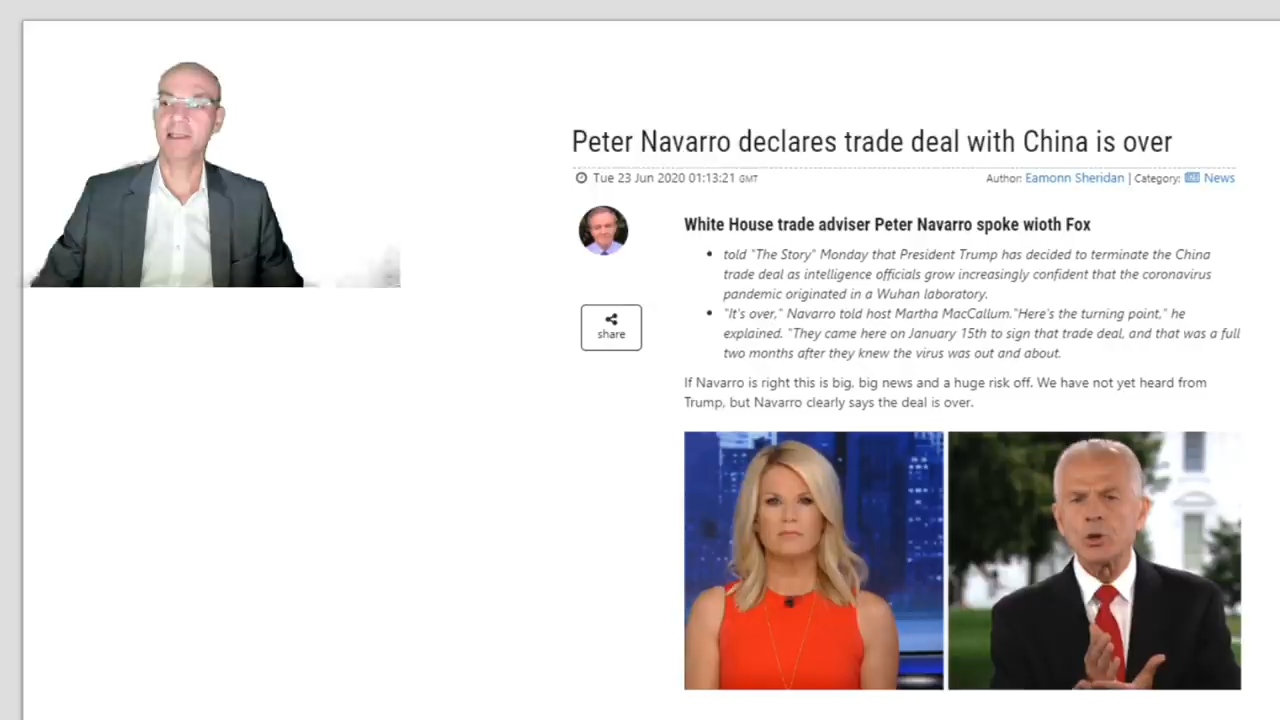 Peter Navarro declares trade deal with China is over
Tue 23 Jun 2020 01:13:21 GMT
Author: Eamonn Sheridan | Category: News
White House trade adviser Peter Navarro spoke wioth Fox
told "The Story" Monday that President Trump has decided to terminate the China
trade deal as intelligence officials grow increasingly confident that the coronavirus
pandemic originated in a Wuhan laboratory.
"It's over," Navarro told host Martha MacCallum."Here's the turning point," he
explained. "They came here on January 15th to sign that trade deal, and that was a full
two months after they knew the virus was out and about.
share
If Navarro is right this is big, big news and a huge risk off. We have not yet heard from
Trump, but Navarro clearly says the deal is over.